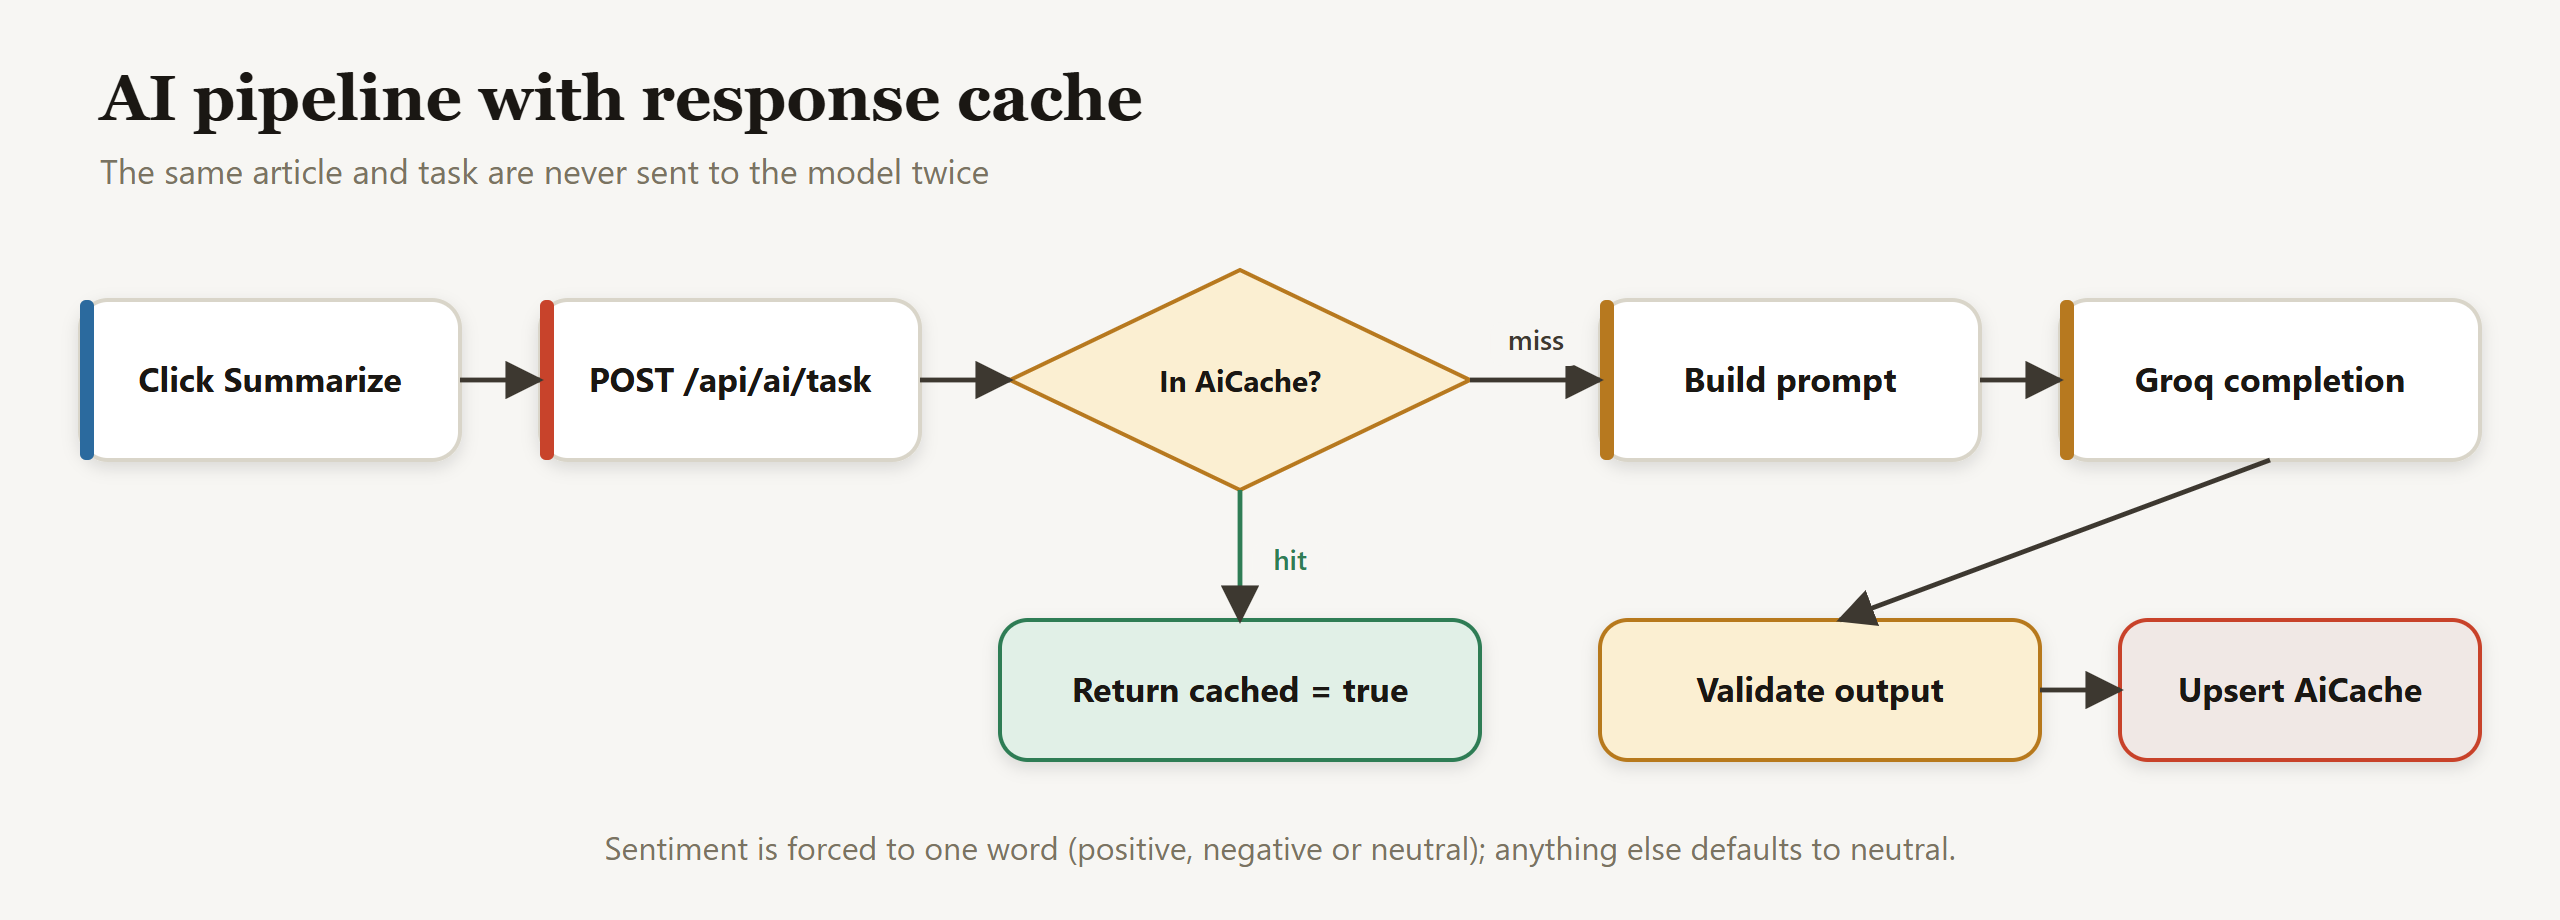 AI pipeline with response cache
The same article and task are never sent to the model twice
Click Summarize
POST /api/ai/task
In AiCache?
miss
Build prompt
Groq completion
hit
Return cached = true
Validate output
Upsert AiCache
Sentiment is forced to one word (positive, negative or neutral); anything else defaults to neutral.